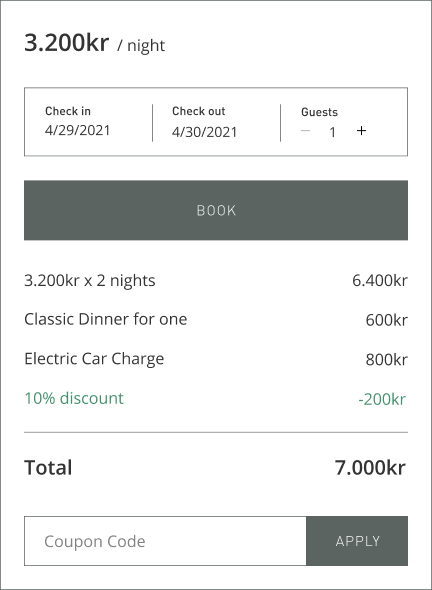 3.200kr / night
Check in Check out Guests
4/29/2021 4/30/2021 − 1 +
BOOK
3.200kr x 2 nights 6.400kr
Classic Dinner for one 600kr
Electric Car Charge 800kr
10% discount -200kr
Total 7.000kr
Coupon Code APPLY